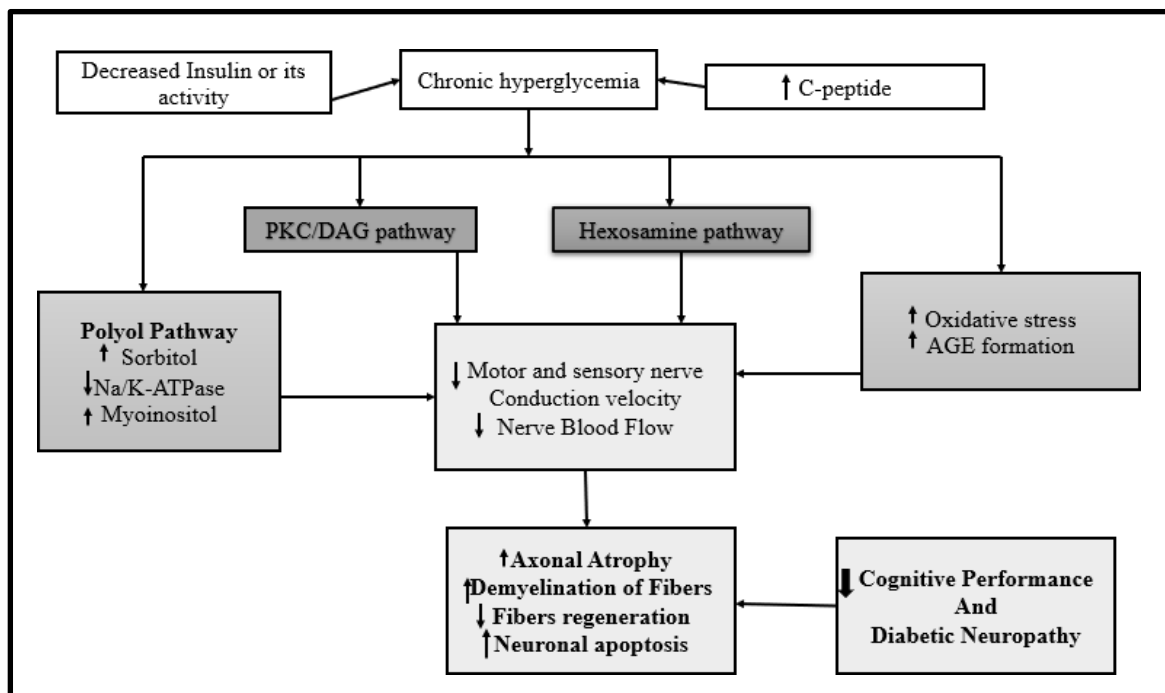 Decreased Insulin or its
activity
Chronic hyperglycemia
↑ C-peptide
PKC/DAG pathway
Hexosamine pathway
Polyol Pathway
↑ Sorbitol
↓Na/K-ATPase
↑ Myoinositol
↑ Oxidative stress
↑ AGE formation
↓ Motor and sensory nerve
Conduction velocity
↓ Nerve Blood Flow
↑Axonal Atrophy
↑Demyelination of Fibers
↓ Fibers regeneration
↑Neuronal apoptosis
↓ Cognitive Performance
And
Diabetic Neuropathy